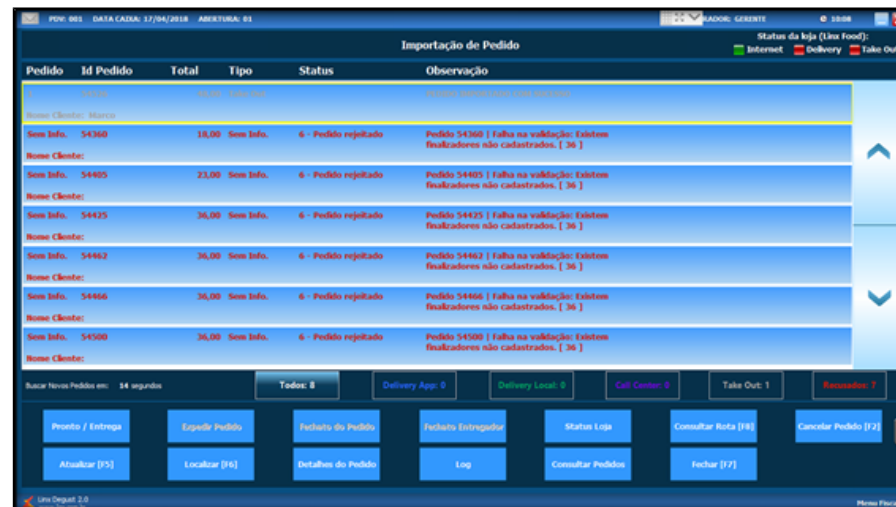 PDV: 001 DATA CAIXA: 17/04/2018 ABERTURA: 01 RADOR: GERENTE 10:08
Importação de Pedido
Status da loja (Linx Food):
Internet Delivery Take Out
Pedido Id Pedido Total Tipo Status Observação
Nome Cliente: Marco
Sem Info. 54360 18,00 Sem Info. 6 - Pedido rejeitado Pedido 54360 | Falha na validação: Existem
finalizadores não cadastrados. [ 36 ]
Nome Cliente:
Sem Info. 54405 23,00 Sem Info. 6 - Pedido rejeitado Pedido 54405 | Falha na validação: Existem
finalizadores não cadastrados. [ 36 ]
Nome Cliente:
Sem Info. 54425 36,00 Sem Info. 6 - Pedido rejeitado Pedido 54425 | Falha na validação: Existem
finalizadores não cadastrados. [ 36 ]
Nome Cliente:
Sem Info. 54462 36,00 Sem Info. 6 - Pedido rejeitado Pedido 54462 | Falha na validação: Existem
finalizadores não cadastrados. [ 36 ]
Nome Cliente:
Sem Info. 54466 36,00 Sem Info. 6 - Pedido rejeitado Pedido 54466 | Falha na validação: Existem
finalizadores não cadastrados. [ 36 ]
Nome Cliente:
Sem Info. 54500 36,00 Sem Info. 6 - Pedido rejeitado Pedido 54500 | Falha na validação: Existem
finalizadores não cadastrados. [ 36 ]
Nome Cliente:
Buscar Novos Pedidos em: 14 segundos Todos: 8 Delivery App: 0 Delivery Local: 0 Call Center: 0 Take Out: 1 Recusados: 7
Pronto / Entrega Expedir Pedido Fechato do Pedido Fechato Entregador Status Loja Consultar Rota [F8] Cancelar Pedido [F2]
Atualizar [F5] Localizar [F6] Detalhes do Pedido Log Consultar Pedidos Fechar [F7]
Linx Degust 2.0
Menu Fisca